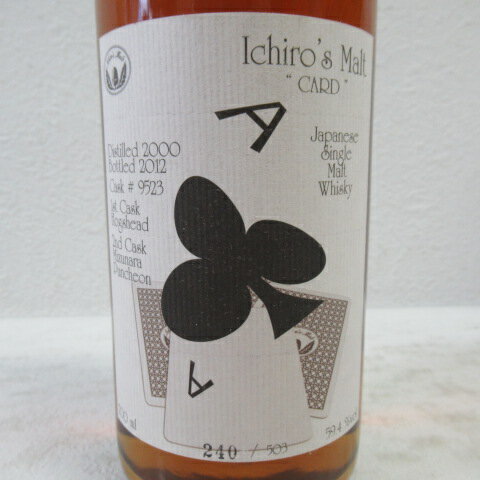 Ichiro's Malt
" CARD "
A
Distilled 2000
Bottled 2012
Cask # 9523
1st. Cask
Hogshead
2nd Cask
Mizunara
Puncheon
Japanese
Single
Malt
Whisky
A
ml
240 / 503